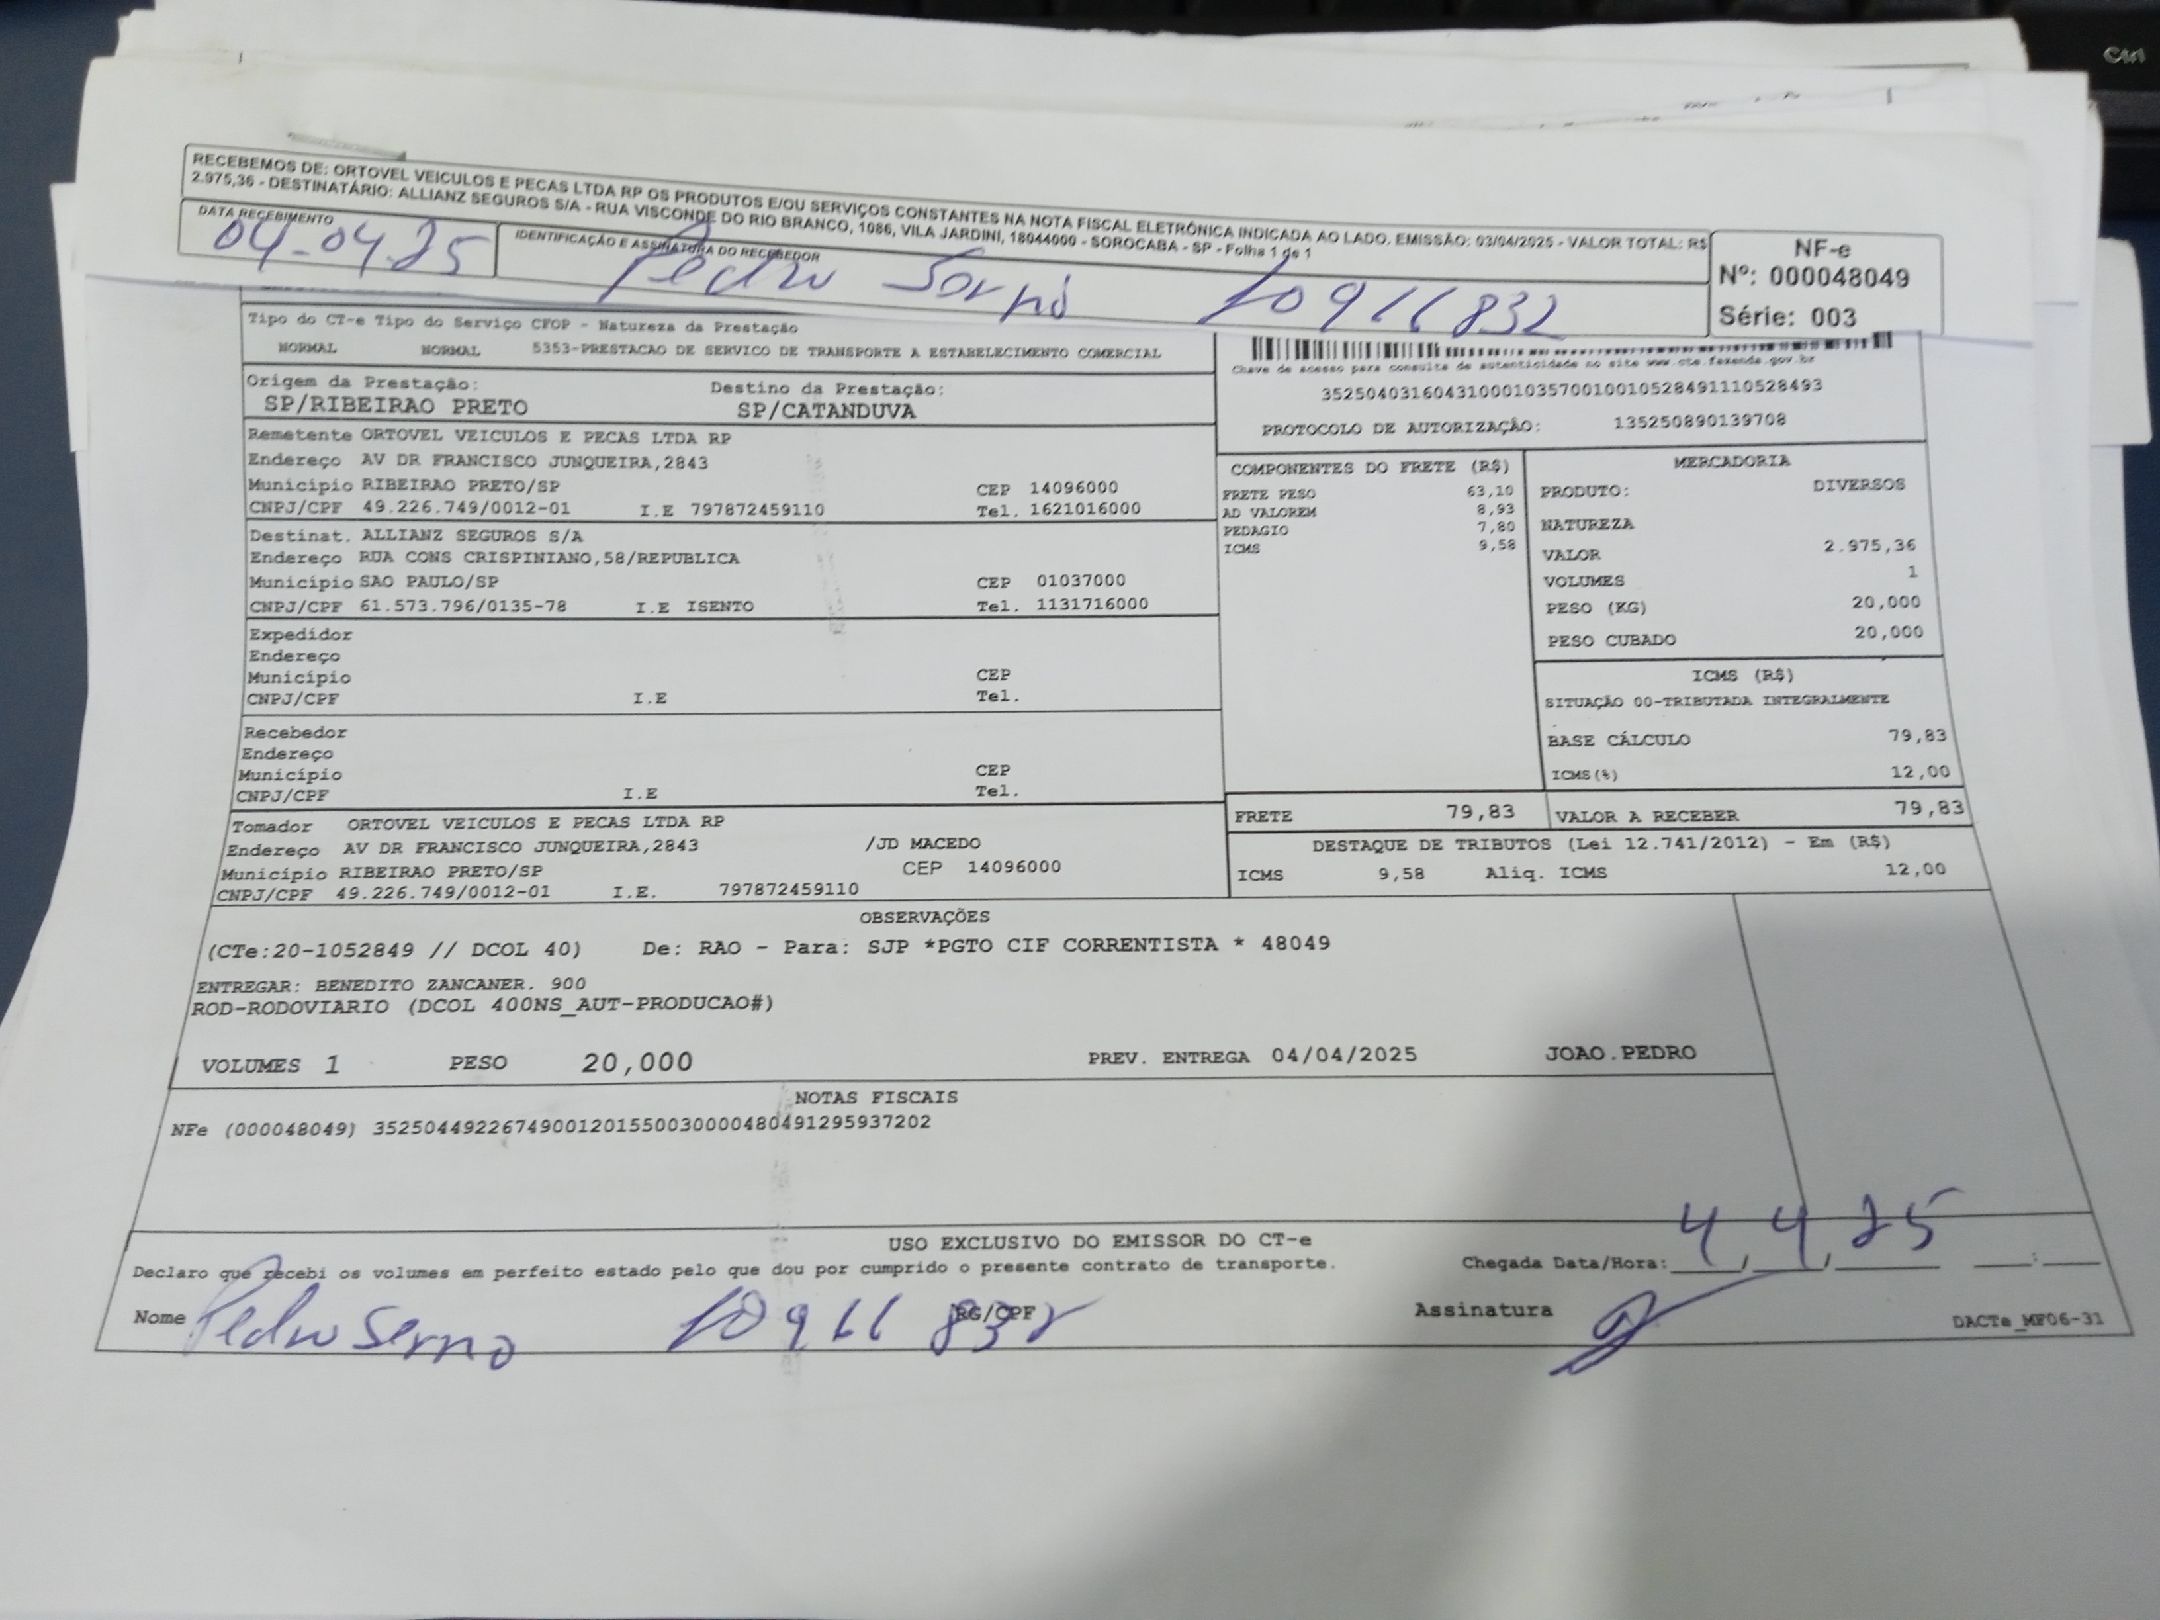 Ctrl
RECEBEMOS DE: ORTOVEL VEICULOS E PECAS LTDA RP OS PRODUTOS E/OU SERVIÇOS CONSTANTES NA NOTA FISCAL ELETRÔNICA INDICADA AO LADO. EMISSÃO: 03/04/2025 - VALOR TOTAL: R$
2.975,36 - DESTINATÁRIO: ALLIANZ SEGUROS S/A - RUA VISCONDE DO RIO BRANCO, 1086, VILA JARDINI, 18044000 - SOROCABA - SP - Folha 1 de 1
DATA RECEBIMENTO
04-04-25
IDENTIFICAÇÃO E ASSINATURA DO RECEBEDOR
Pedro 10966832
NF-e
Nº: 000048049
Série: 003
Tipo do CT-e Tipo do Serviço CFOP - Natureza da Prestação
NORMAL NORMAL 5353-PRESTACAO DE SERVICO DE TRANSPORTE A ESTABELECIMENTO COMERCIAL
Chave de acesso para consulta de autenticidade no site www.cte.fazenda.gov.br
35250403160431000103570010010528491110528493
PROTOCOLO DE AUTORIZAÇÃO: 135250890139708
Origem da Prestação: Destino da Prestação:
SP/RIBEIRAO PRETO SP/CATANDUVA
Remetente ORTOVEL VEICULOS E PECAS LTDA RP
Endereço AV DR FRANCISCO JUNQUEIRA,2843
Município RIBEIRAO PRETO/SP CEP 14096000
CNPJ/CPF 49.226.749/0012-01 I.E 797872459110 Tel. 1621016000
Destinat. ALLIANZ SEGUROS S/A
Endereço RUA CONS CRISPINIANO,58/REPUBLICA
Município SAO PAULO/SP CEP 01037000
CNPJ/CPF 61.573.796/0135-78 I.E ISENTO Tel. 1131716000
Expedidor
Endereço
Município CEP
CNPJ/CPF I.E Tel.
Recebedor
Endereço
Município CEP
CNPJ/CPF I.E Tel.
Tomador ORTOVEL VEICULOS E PECAS LTDA RP
Endereço AV DR FRANCISCO JUNQUEIRA,2843 /JD MACEDO
Município RIBEIRAO PRETO/SP CEP 14096000
CNPJ/CPF 49.226.749/0012-01 I.E. 797872459110
COMPONENTES DO FRETE (R$)
FRETE PESO 63,10
AD VALOREM 8,93
PEDAGIO 7,80
ICMS 9,58
MERCADORIA
PRODUTO: DIVERSOS
NATUREZA
VALOR 2.975,36
VOLUMES 1
PESO (KG) 20,000
PESO CUBADO 20,000
ICMS (R$)
SITUAÇÃO 00-TRIBUTADA INTEGRALMENTE
BASE CÁLCULO 79,83
ICMS(%) 12,00
FRETE 79,83 VALOR A RECEBER 79,83
DESTAQUE DE TRIBUTOS (Lei 12.741/2012) - Em (R$)
ICMS 9,58 Aliq. ICMS 12,00
OBSERVAÇÕES
(CTe:20-1052849 // DCOL 40) De: RAO - Para: SJP *PGTO CIF CORRENTISTA * 48049
ENTREGAR: BENEDITO ZANCANER. 900
ROD-RODOVIARIO (DCOL 400NS_AUT-PRODUCAO#)
VOLUMES 1 PESO 20,000 PREV. ENTREGA 04/04/2025 JOAO.PEDRO
NOTAS FISCAIS
NFe (000048049) 35250449226749001201550030000480491295937202
USO EXCLUSIVO DO EMISSOR DO CT-e
Declaro que recebi os volumes em perfeito estado pelo que dou por cumprido o presente contrato de transporte.
Chegada Data/Hora: 4/4/25 :
Nome Pedro RG/CPF 10966832 Assinatura
DACTe_MF06-31